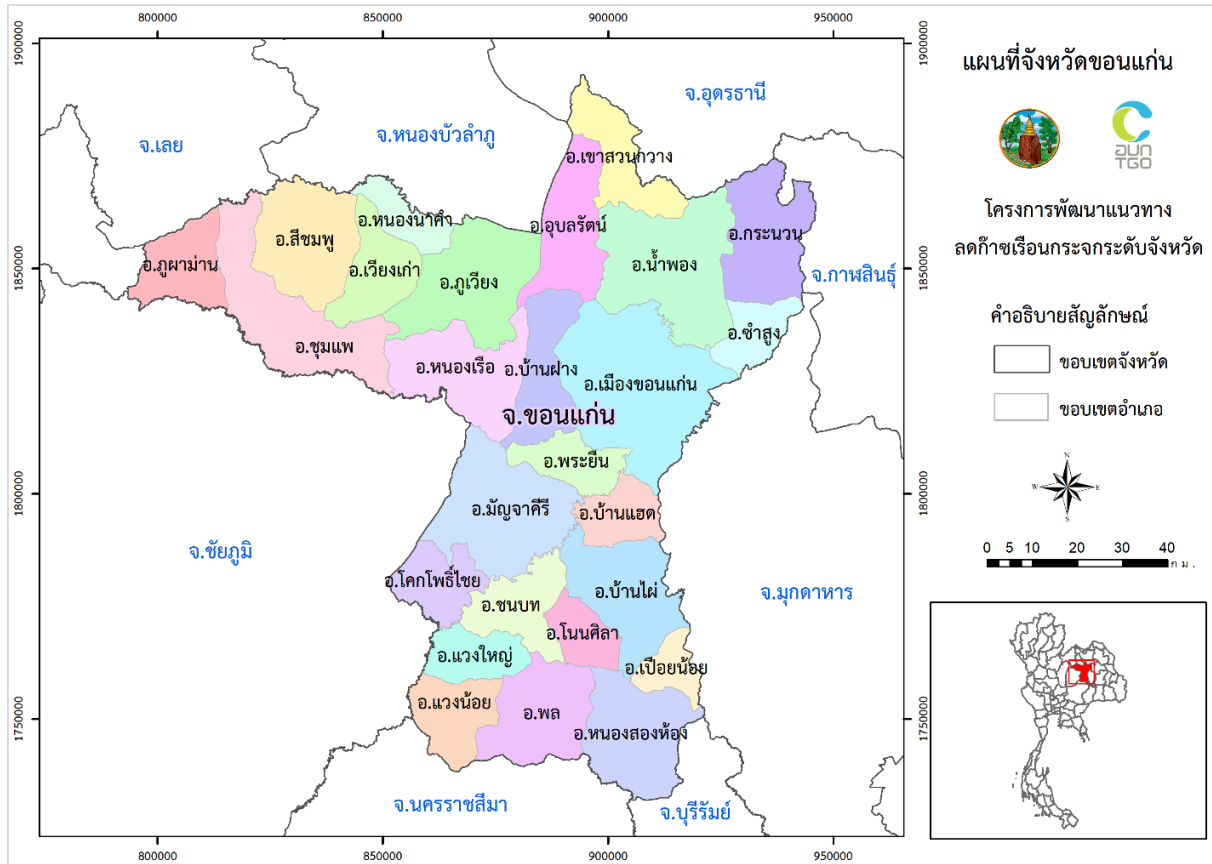 800000 850000 900000 950000
1900000
1850000
1800000
1750000
1900000
1850000
1800000
1750000
800000 850000 900000 950000
จ.อุดรธานี
จ.หนองบัวลำภู
จ.เลย
อ.เขาสวนกวาง
อ.หนองนาคำ
อ.อุบลรัตน์
อ.กระนวน
อ.สีชมพู
อ.ภูผาม่าน
อ.เวียงเก่า
อ.น้ำพอง
จ.กาฬสินธุ์
อ.ภูเวียง
อ.ซำสูง
อ.ชุมแพ
อ.หนองเรือ
อ.บ้านฝาง
อ.เมืองขอนแก่น
จ.ขอนแก่น
อ.พระยืน
อ.มัญจาคีรี
อ.บ้านแฮด
จ.ชัยภูมิ
อ.โคกโพธิ์ไชย
อ.บ้านไผ่
จ.มุกดาหาร
อ.ชนบท
อ.โนนศิลา
อ.แวงใหญ่
อ.เปือยน้อย
อ.แวงน้อย
อ.พล
อ.หนองสองห้อง
จ.นครราชสีมา
จ.บุรีรัมย์
แผนที่จังหวัดขอนแก่น
อบก
TGO
โครงการพัฒนาแนวทาง
ลดก๊าซเรือนกระจกระดับจังหวัด
คำอธิบายสัญลักษณ์
ขอบเขตจังหวัด
ขอบเขตอำเภอ
N
W E
S
0 5 10 20 30 40
กม.